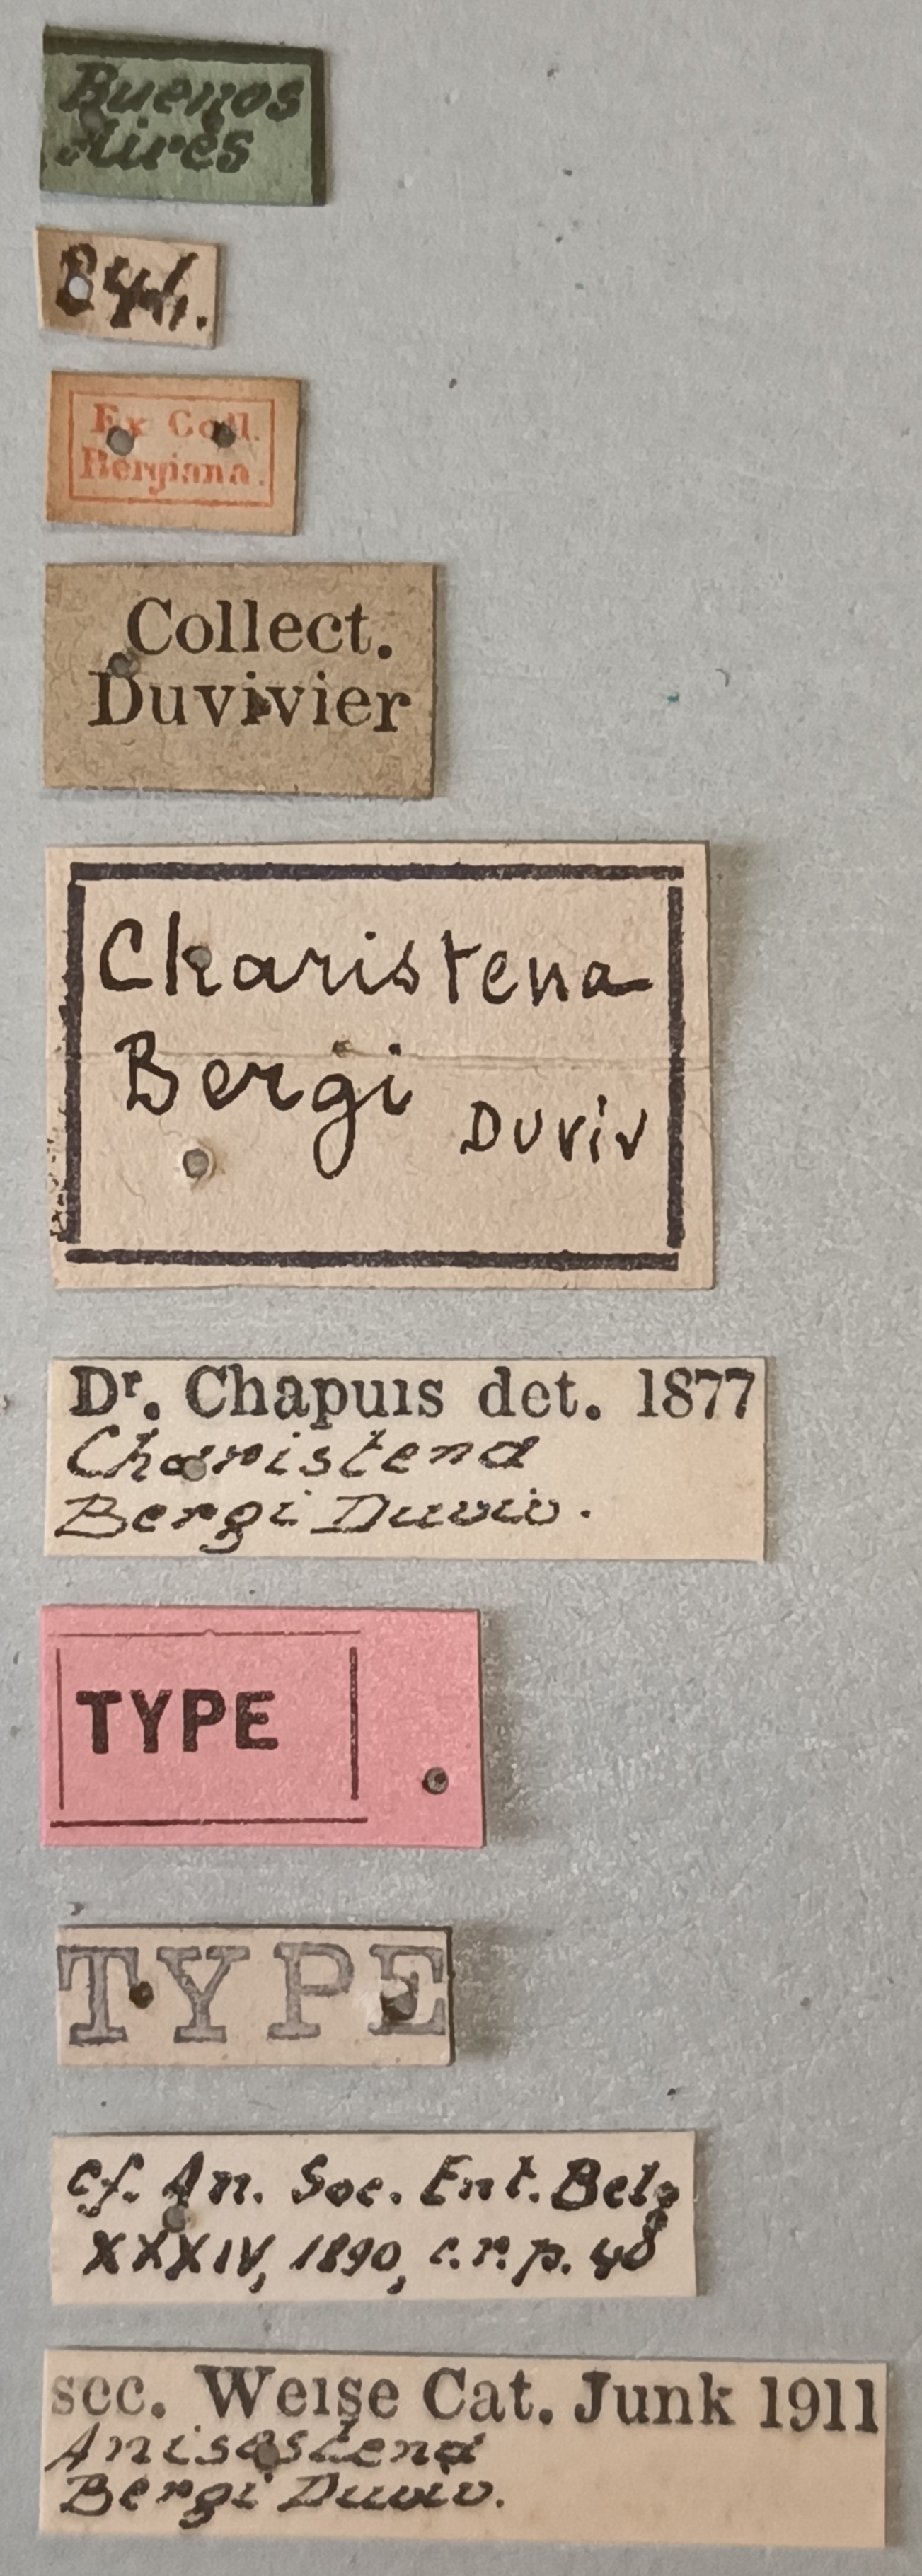 Buenos
Aires
Ex Coll.
Bergiana.
Collect.
Duvivier
Charistena
Bergi Duviv
Dr. Chapuis det. 1877
Charistena
Bergi Duviv.
TYPE
TYPE
cf. An. Soc. Ent. Belg
XXXIV, 1890, c.r. p. 48
sec. Weise Cat. Junk 1911
Anisostena
Bergi Duviv.